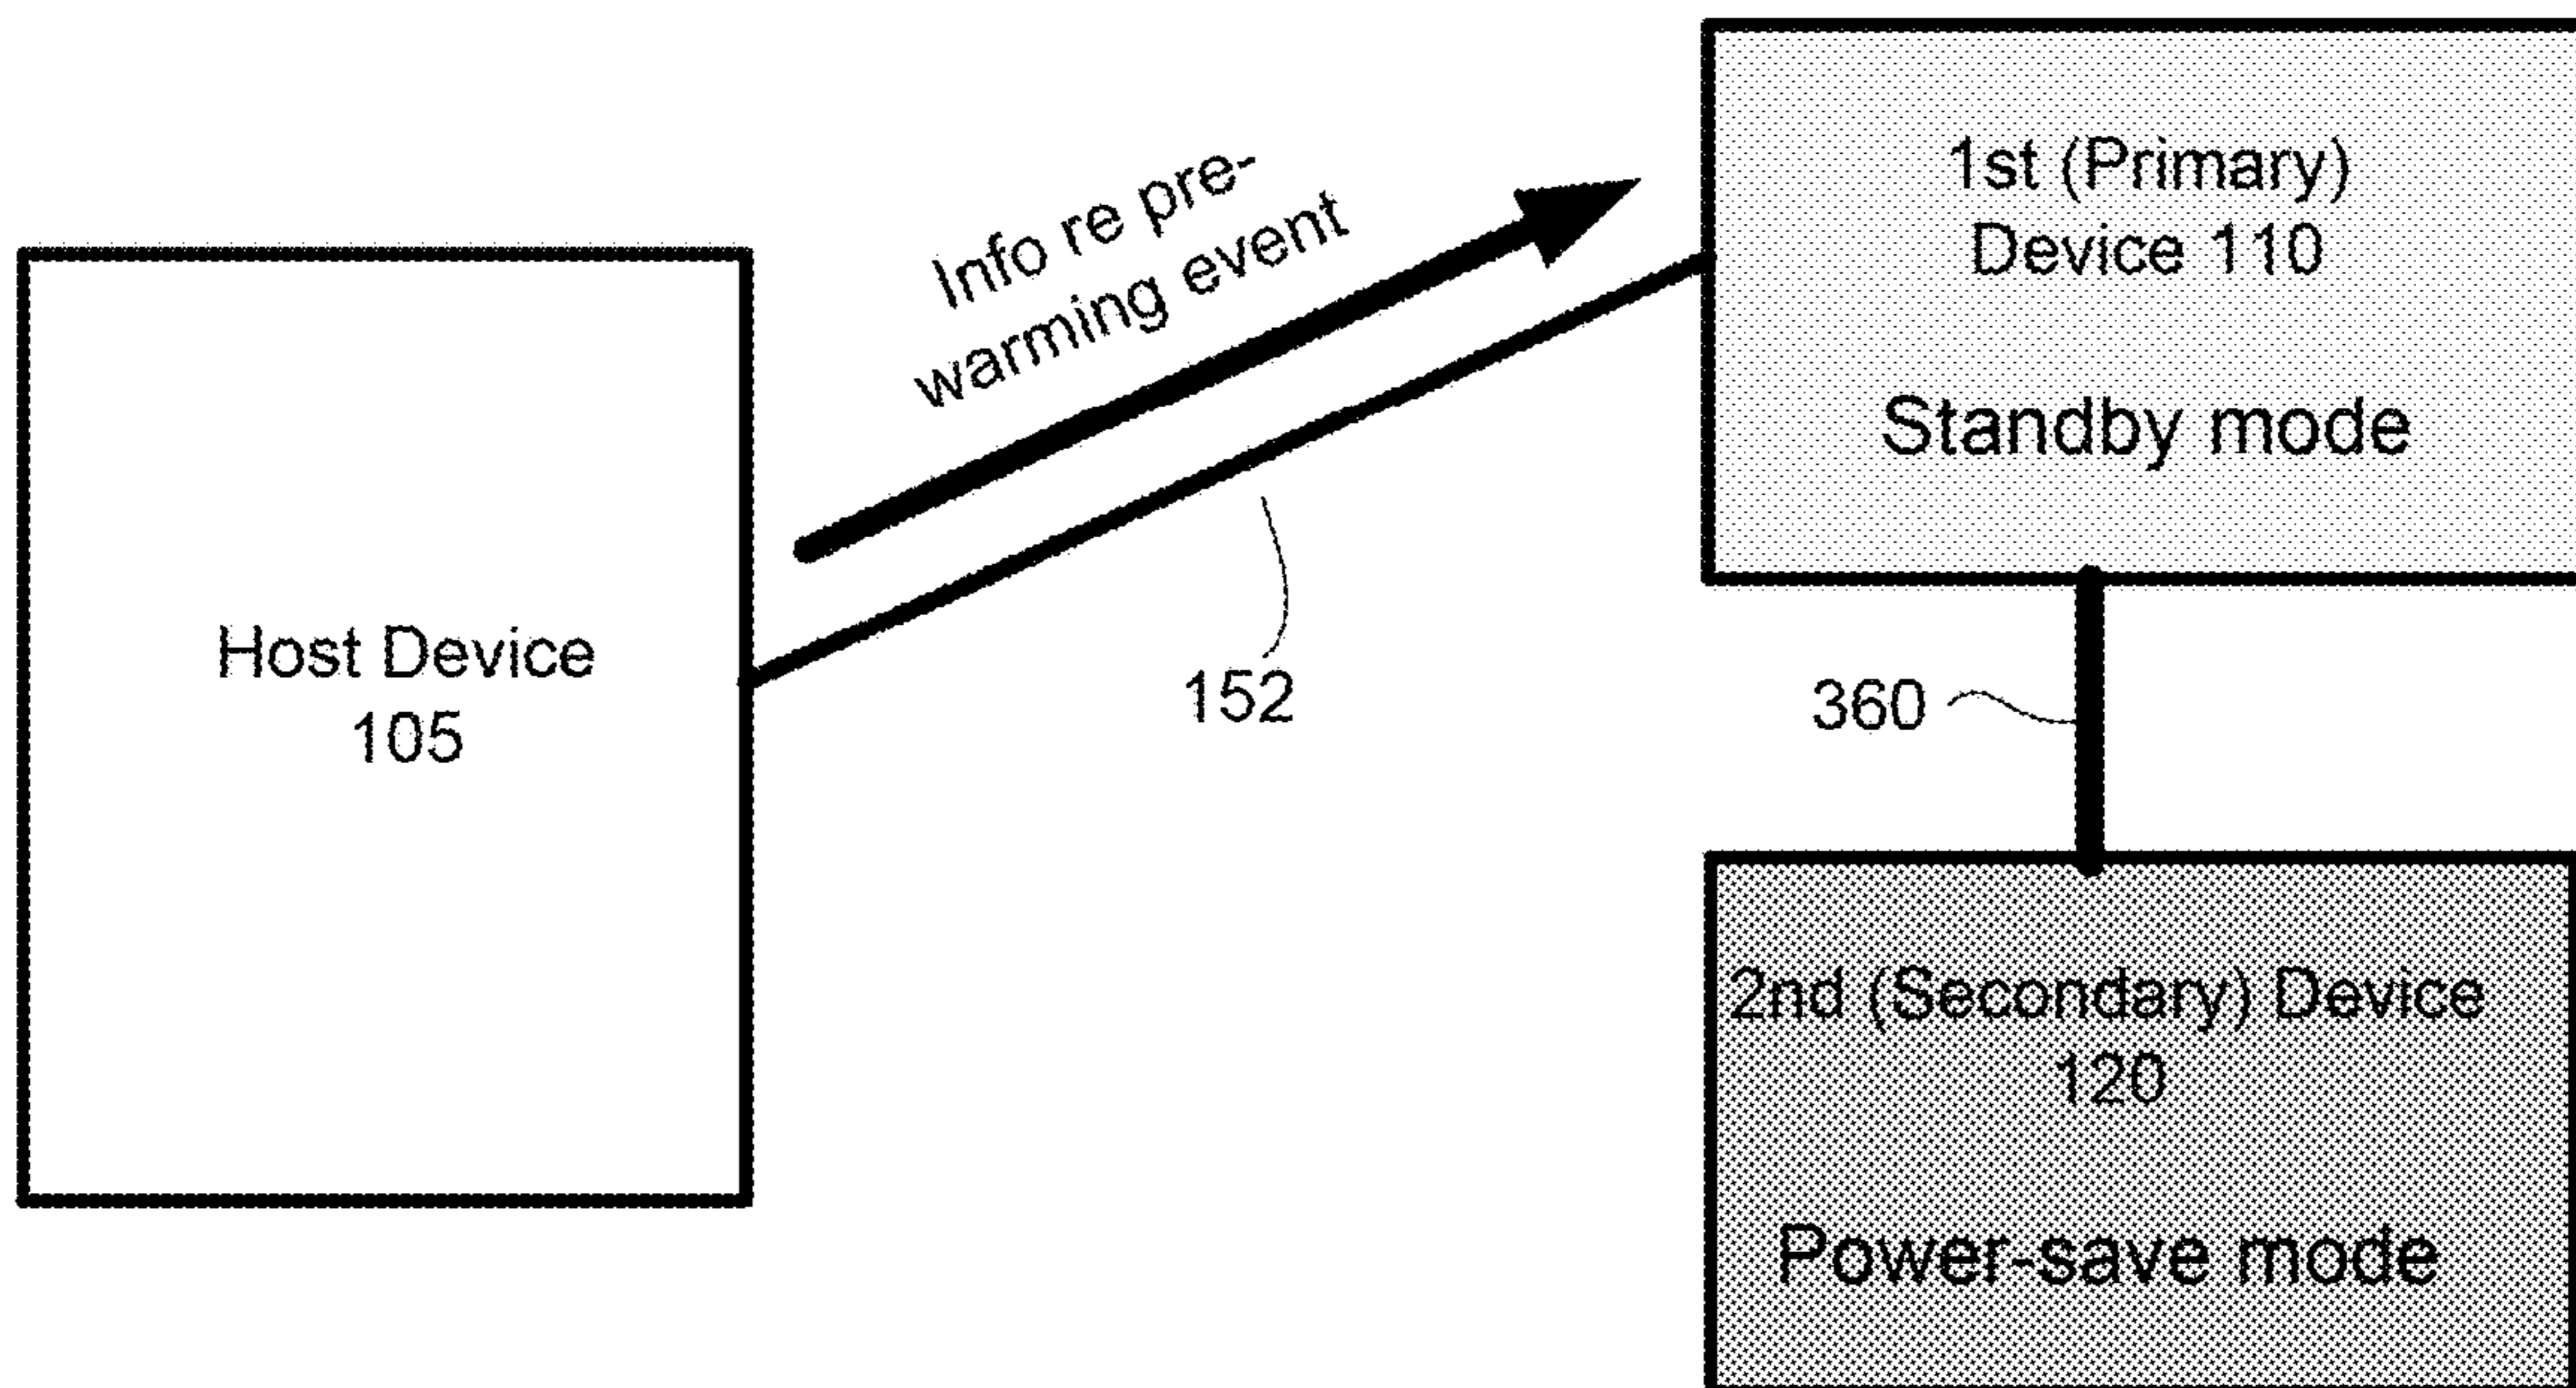 Host Device
105
Info re pre-
warming event
152
1st (Primary)
Device 110
Standby mode
360
2nd (Secondary) Device
120
Power-save mode